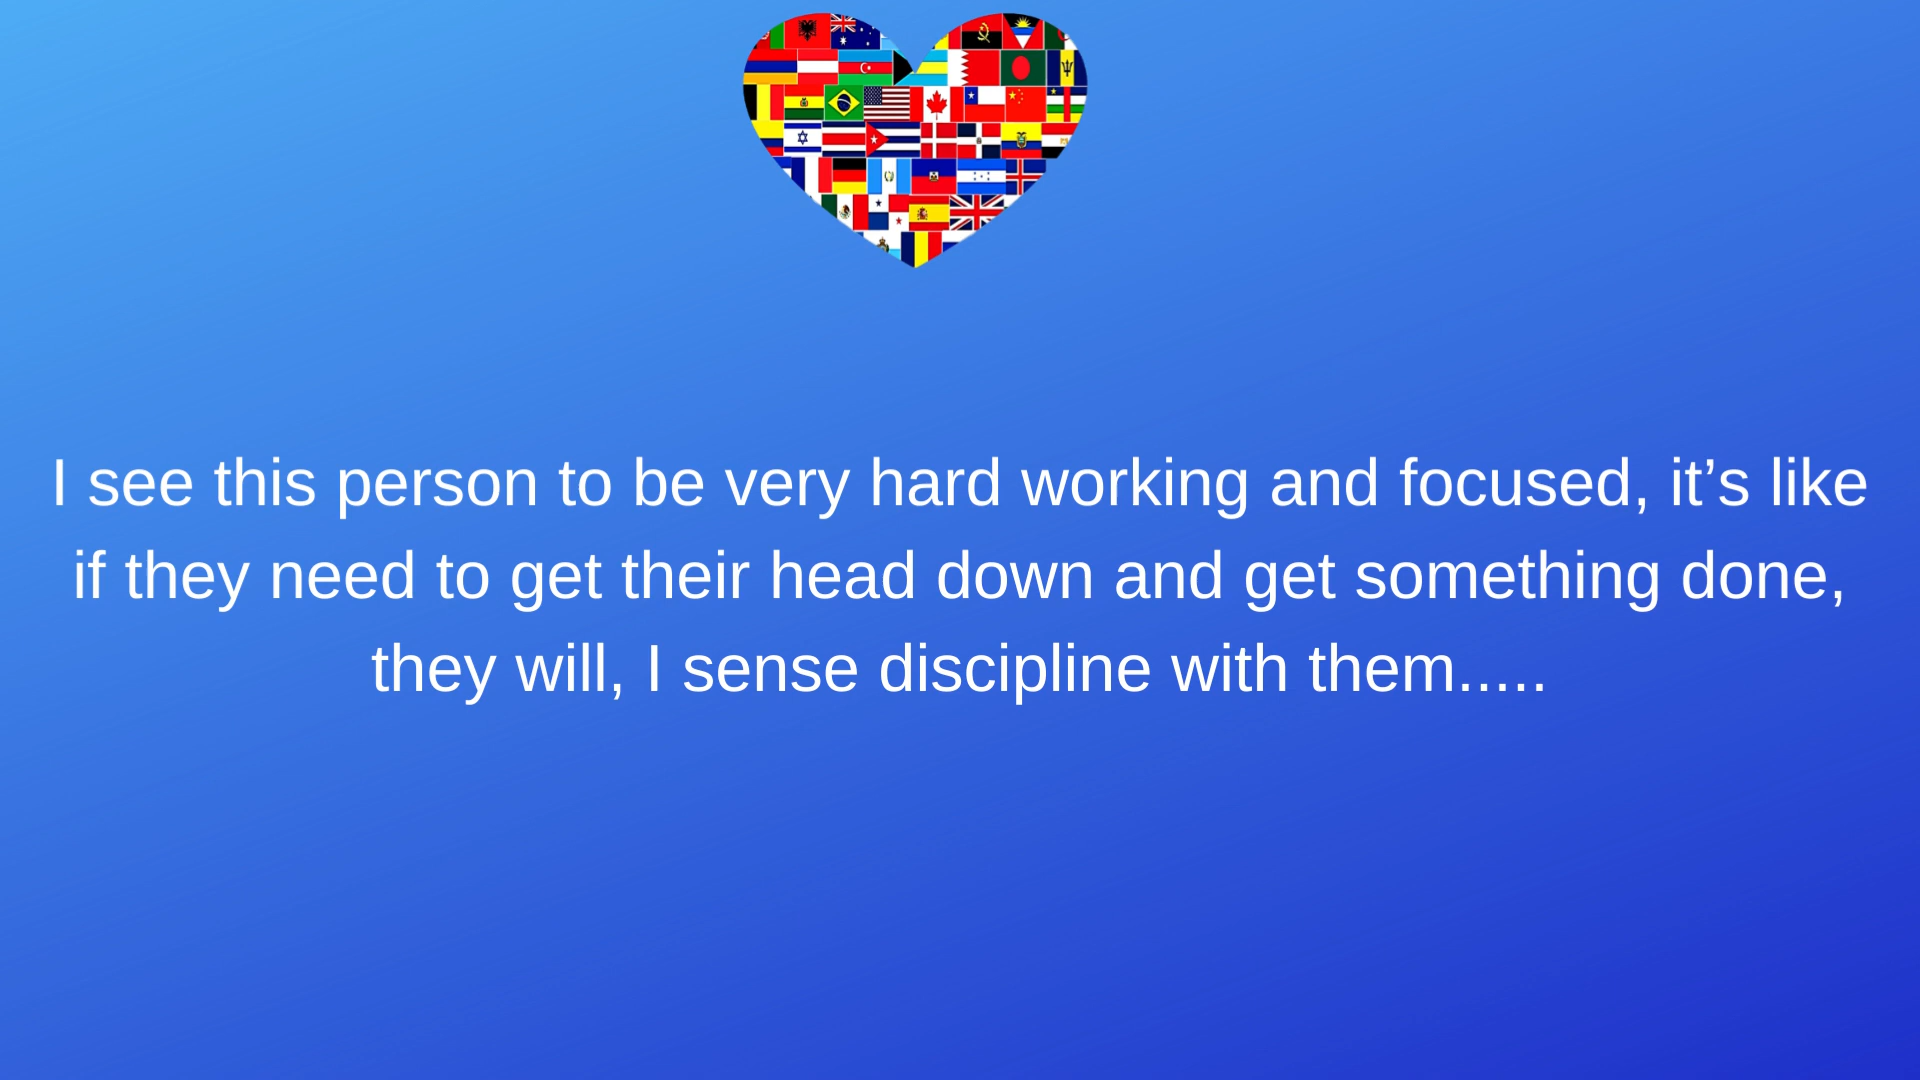 I see this person to be very hard working and focused, it’s like
if they need to get their head down and get something done,
they will, I sense discipline with them.....